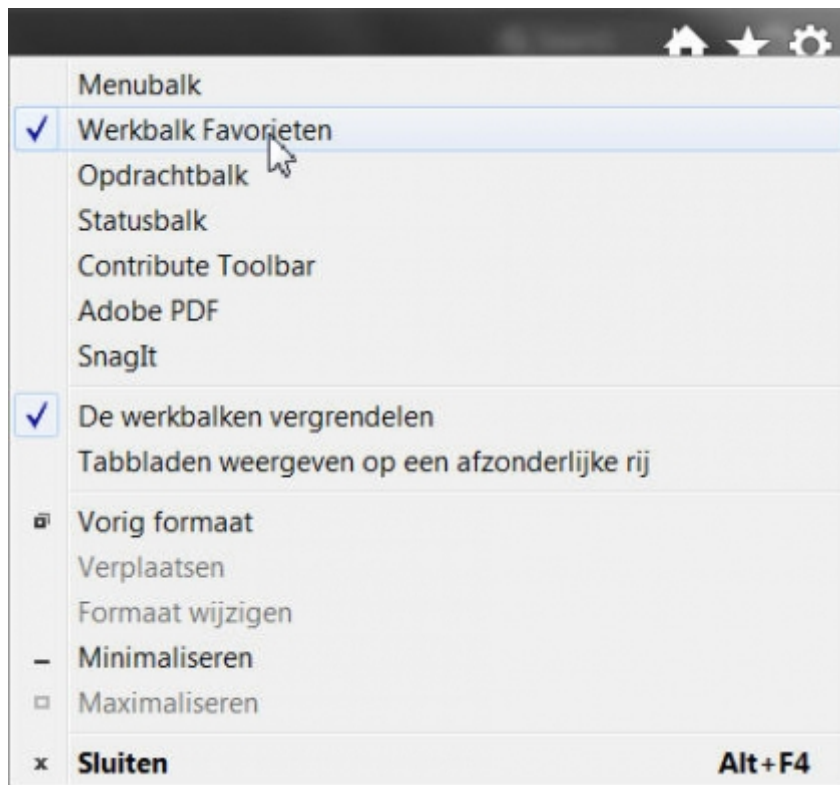 Menubalk
Werkbalk Favorieten
Opdrachtbalk
Statusbalk
Contribute Toolbar
Adobe PDF
SnagIt
De werkbalken vergrendelen
Tabbladen weergeven op een afzonderlijke rij
Vorig formaat
Verplaatsen
Formaat wijzigen
Minimaliseren
Maximaliseren
Sluiten Alt+F4